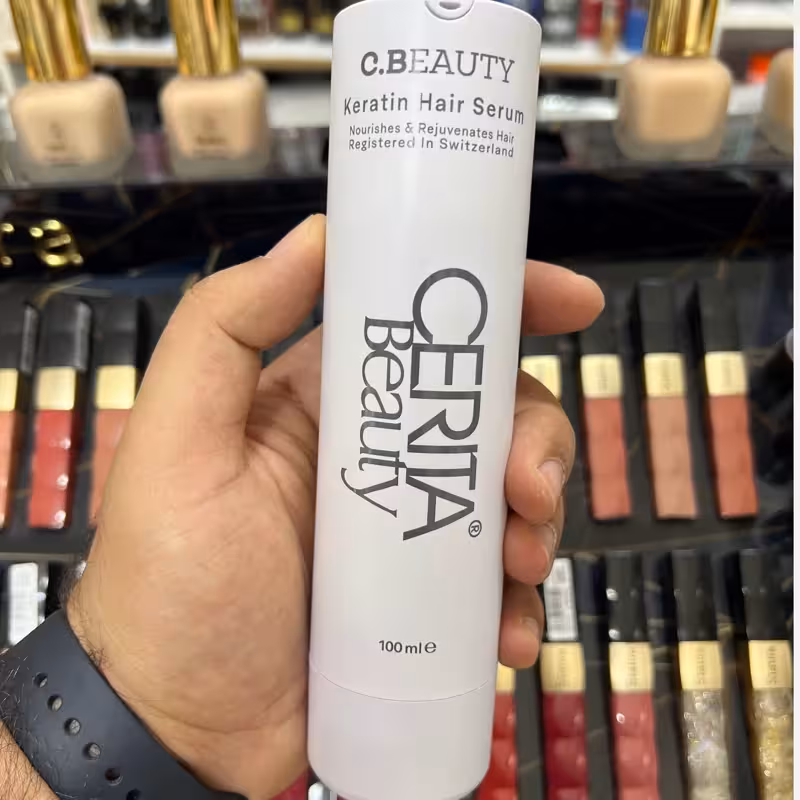 C.BEAUTY
Keratin Hair Serum
Nourishes & Rejuvenates Hair
Registered In Switzerland
CERITA®
Beauty
100 ml e